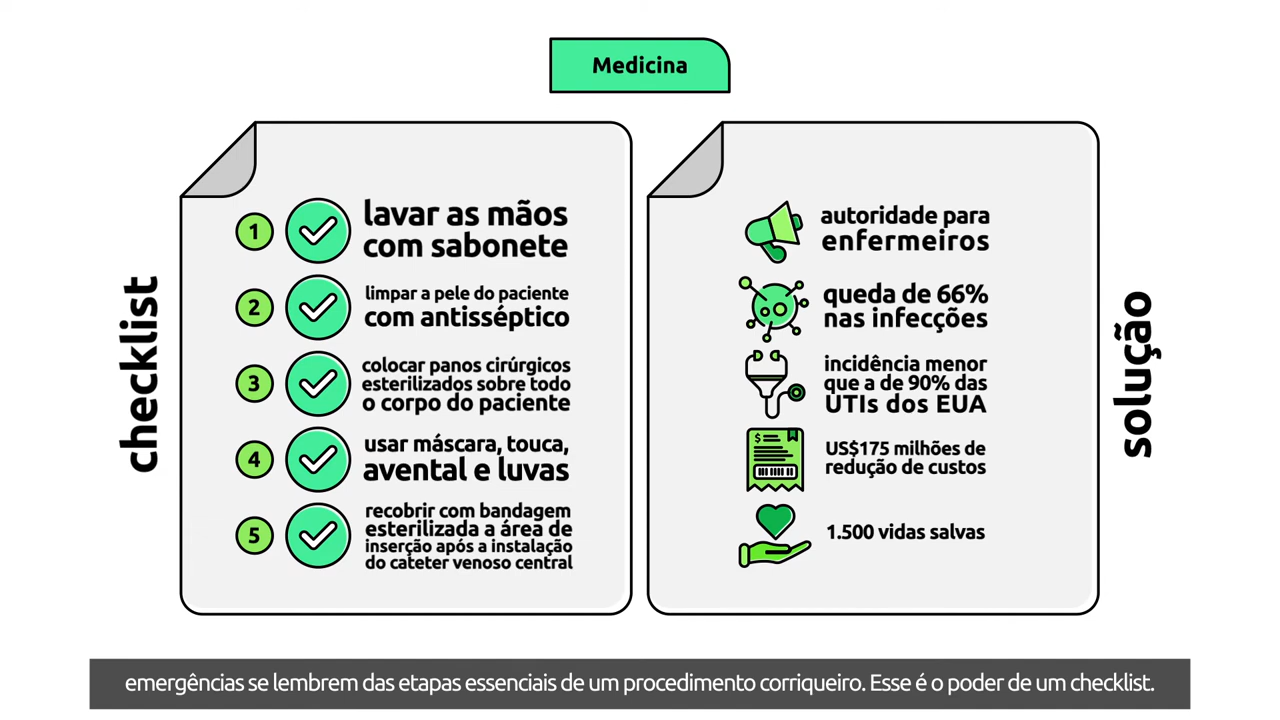 Medicina
checklist
1
lavar as mãos
com sabonete
2
limpar a pele do paciente
com antisséptico
3
colocar panos cirúrgicos
esterilizados sobre todo
o corpo do paciente
4
usar máscara, touca,
avental e luvas
5
recobrir com bandagem
esterilizada a área de
inserção após a instalação
do cateter venoso central
autoridade para
enfermeiros
queda de 66%
nas infecções
incidência menor
que a de 90% das
UTIs dos EUA
$
US$175 milhões de
redução de custos
1.500 vidas salvas
solução
emergências se lembrem das etapas essenciais de um procedimento corriqueiro. Esse é o poder de um checklist.